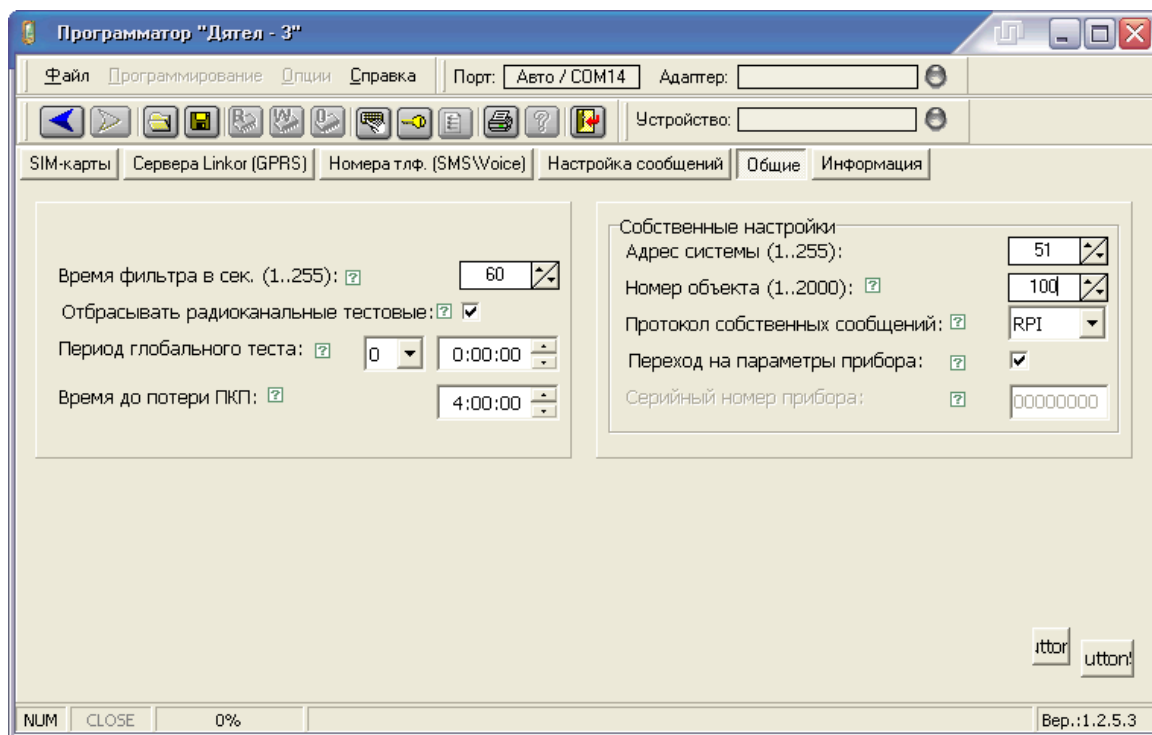 Программатор "Дятел - 3"
Файл Программирование Опции Справка Порт: Авто / COM14 Адаптер:
Устройство:
SIM-карты Сервера Linkor (GPRS) Номера тлф. (SMS\Voice) Настройка сообщений Общие Информация
Время фильтра в сек. (1..255): ? 60
Отбрасывать радиоканальные тестовые: ?
Период глобального теста: ? 0 0:00:00
Время до потери ПКП: ? 4:00:00
Собственные настройки
Адрес системы (1..255): 51
Номер объекта (1..2000): ? 100
Протокол собственных сообщений: ? RPI
Переход на параметры прибора: ?
Серийный номер прибора: ? 00000000
utton!
NUM CLOSE 0% Вер.:1.2.5.3